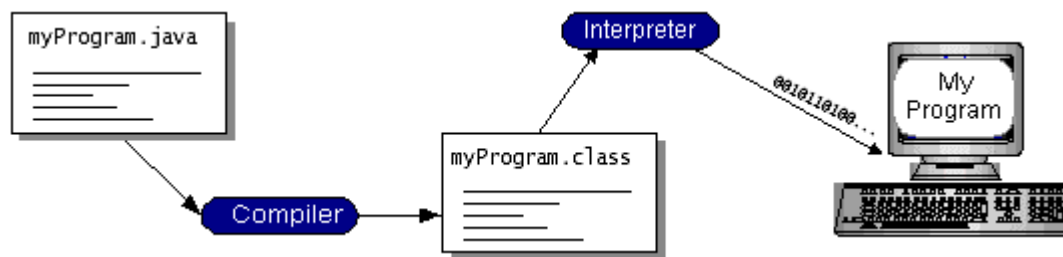 myProgram.java
Compiler
myProgram.class
Interpreter
0010110100...
My
Program